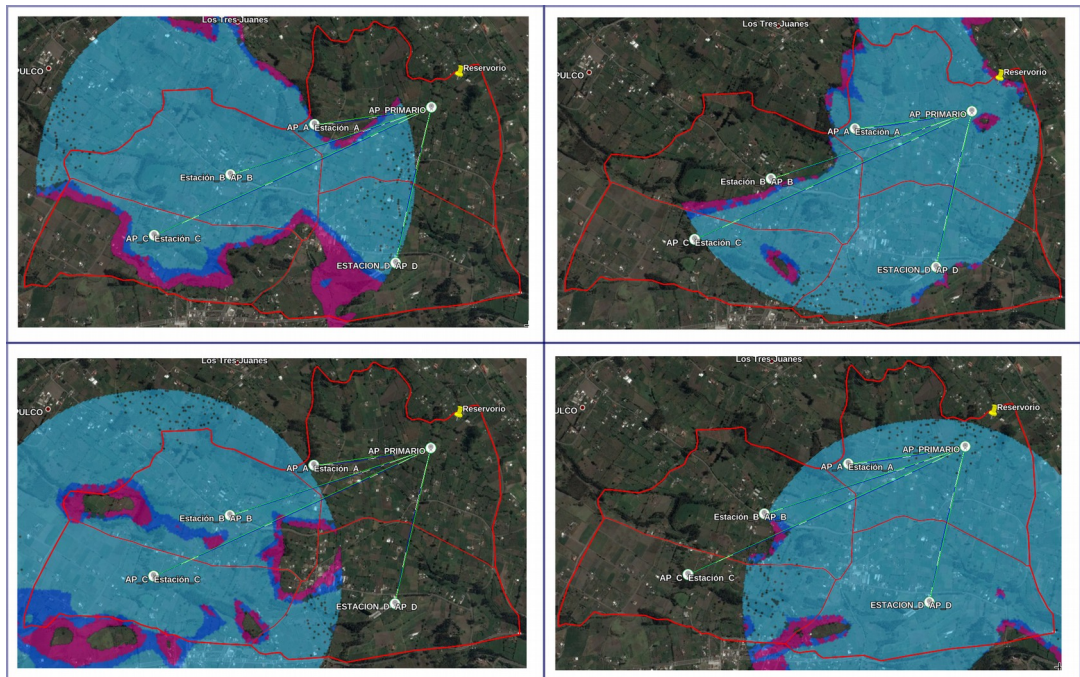 Los Tres Juanes
PULCO
Reservorio
AP_PRIMARIO
AP_A Estación_A
Estación_B AP_B
AP_C Estación_C
ESTACION_D AP_D
Los Tres Juanes
PULCO
Reservorio
AP_PRIMARIO
AP_A Estación_A
Estación_B AP_B
AP_C Estación_C
ESTACION_D AP_D
Los Tres Juanes
PULCO
Reservorio
AP_PRIMARIO
AP_A Estación_A
Estación_B AP_B
AP_C Estación_C
ESTACION_D AP_D
Los Tres Juanes
ULCO
Reservorio
AP_PRIMARIO
AP_A Estación_A
Estación_B AP_B
AP_C Estación_C
ESTACION_D AP_D